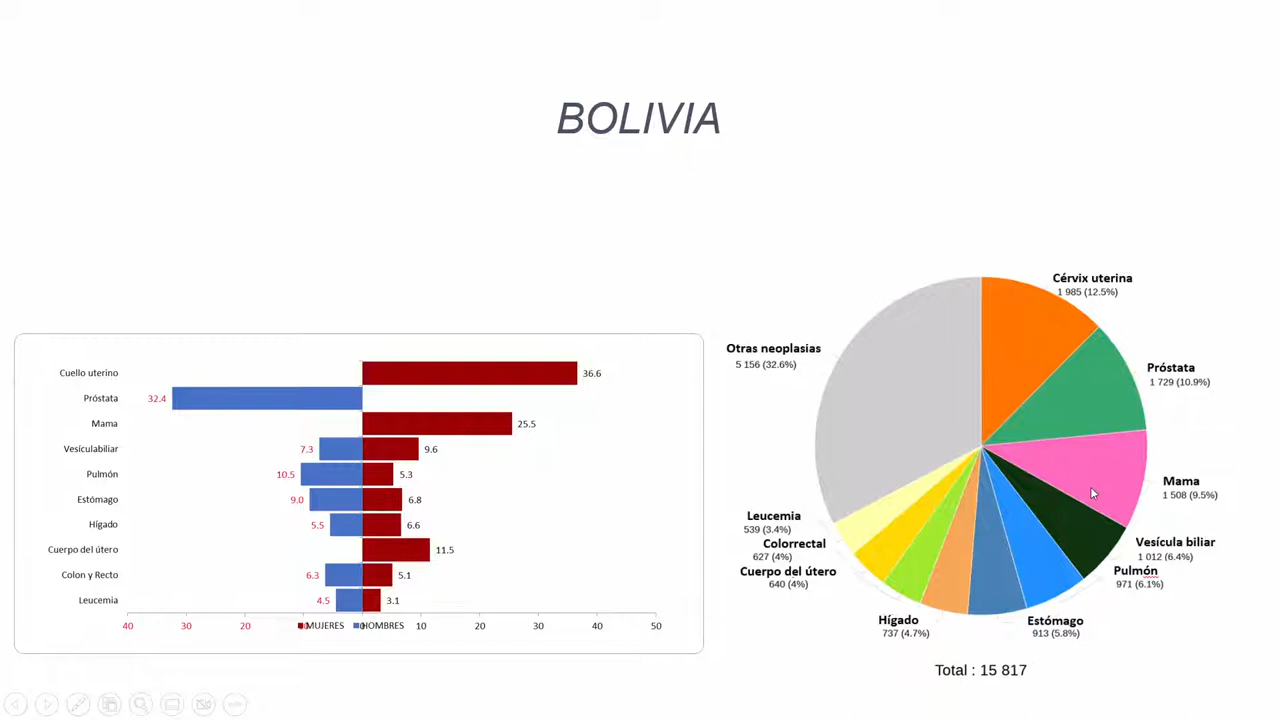 BOLIVIA
Cuello uterino 36.6
Próstata 32.4
Mama 25.5
Vesículabiliar 7.3 9.6
Pulmón 10.5 5.3
Estómago 9.0 6.8
Hígado 5.5 6.6
Cuerpo del útero 11.5
Colon y Recto 6.3 5.1
Leucemia 4.5 3.1
40 30 20 10 0 10 20 30 40 50
MUJERES HOMBRES
Cérvix uterina
1 985 (12.5%)
Próstata
1 729 (10.9%)
Mama
1 508 (9.5%)
Vesícula biliar
1 012 (6.4%)
Pulmón
971 (6.1%)
Estómago
913 (5.8%)
Hígado
737 (4.7%)
Cuerpo del útero
640 (4%)
Colorrectal
627 (4%)
Leucemia
539 (3.4%)
Otras neoplasias
5 156 (32.6%)
Total : 15 817